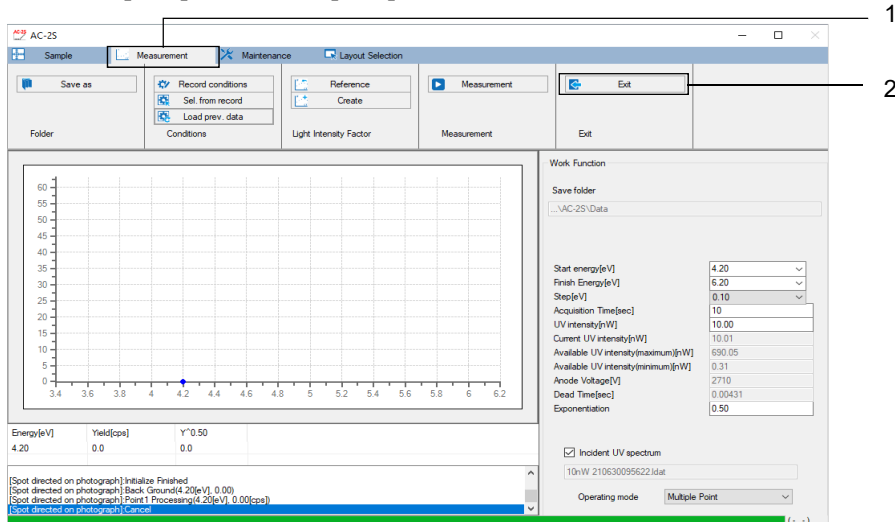 1
AC-2S AC-2S
Sample Measurement Maintenance Layout Selection
Save as Record conditions Reference Measurement Exit
Sel. from record Create
Load prev. data
Folder Conditions Light Intensity Factor Measurement Exit
2
Work Function
Save folder
...\AC-2S\Data
60
55
50
45
40
35
30
25
20
15
10
5
0
3.4 3.6 3.8 4 4.2 4.4 4.6 4.8 5 5.2 5.4 5.6 5.8 6 6.2
Start energy[eV] 4.20
Finish Energy[eV] 6.20
Step[eV] 0.10
Acquisition Time[sec] 10
UV intensity[nW] 10.00
Current UV intensity[nW] 10.01
Available UV intensity(maximum)[nW] 690.05
Available UV intensity(minimum)[nW] 0.31
Anode Voltage[V] 2710
Dead Time[sec] 0.00431
Exponentiation 0.50
Energy[eV] Yield[cps] Y^0.50
4.20 0.0 0.0
Incident UV spectrum
10nW 210630095622.ldat
Operating mode Multiple Point
[Spot directed on photograph]:Initialize Finished
[Spot directed on photograph]:Back Ground(4.20[eV], 0.00)
[Spot directed on photograph]:Point1 Processing(4.20[eV], 0.00[cps])
[Spot directed on photograph]:Cancel